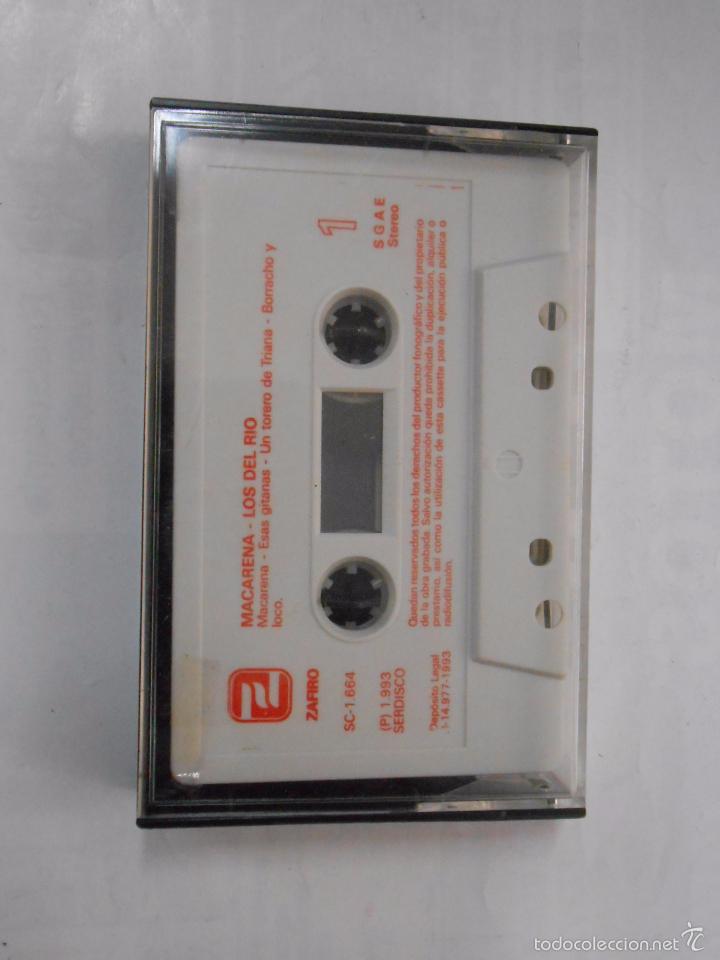 MACARENA - LOS DEL RIO
Macarena - Esas gitanas - Un torero de Triana - Borracho y
loco.
1
ZAFIRO
SC-1.664
(P) 1.993
SERDISCO
SGAE
Stereo
Depósito Legal
-14.977-1993
Quedan reservados todos los derechos del productor fonográfico y del propietario
de la obra grabada. Salvo autorización queda prohibida la duplicación, alquiler o
prestamo, así como la utilización de esta cassette para la ejecución pública o
radiodifusión.
todocoleccion.net